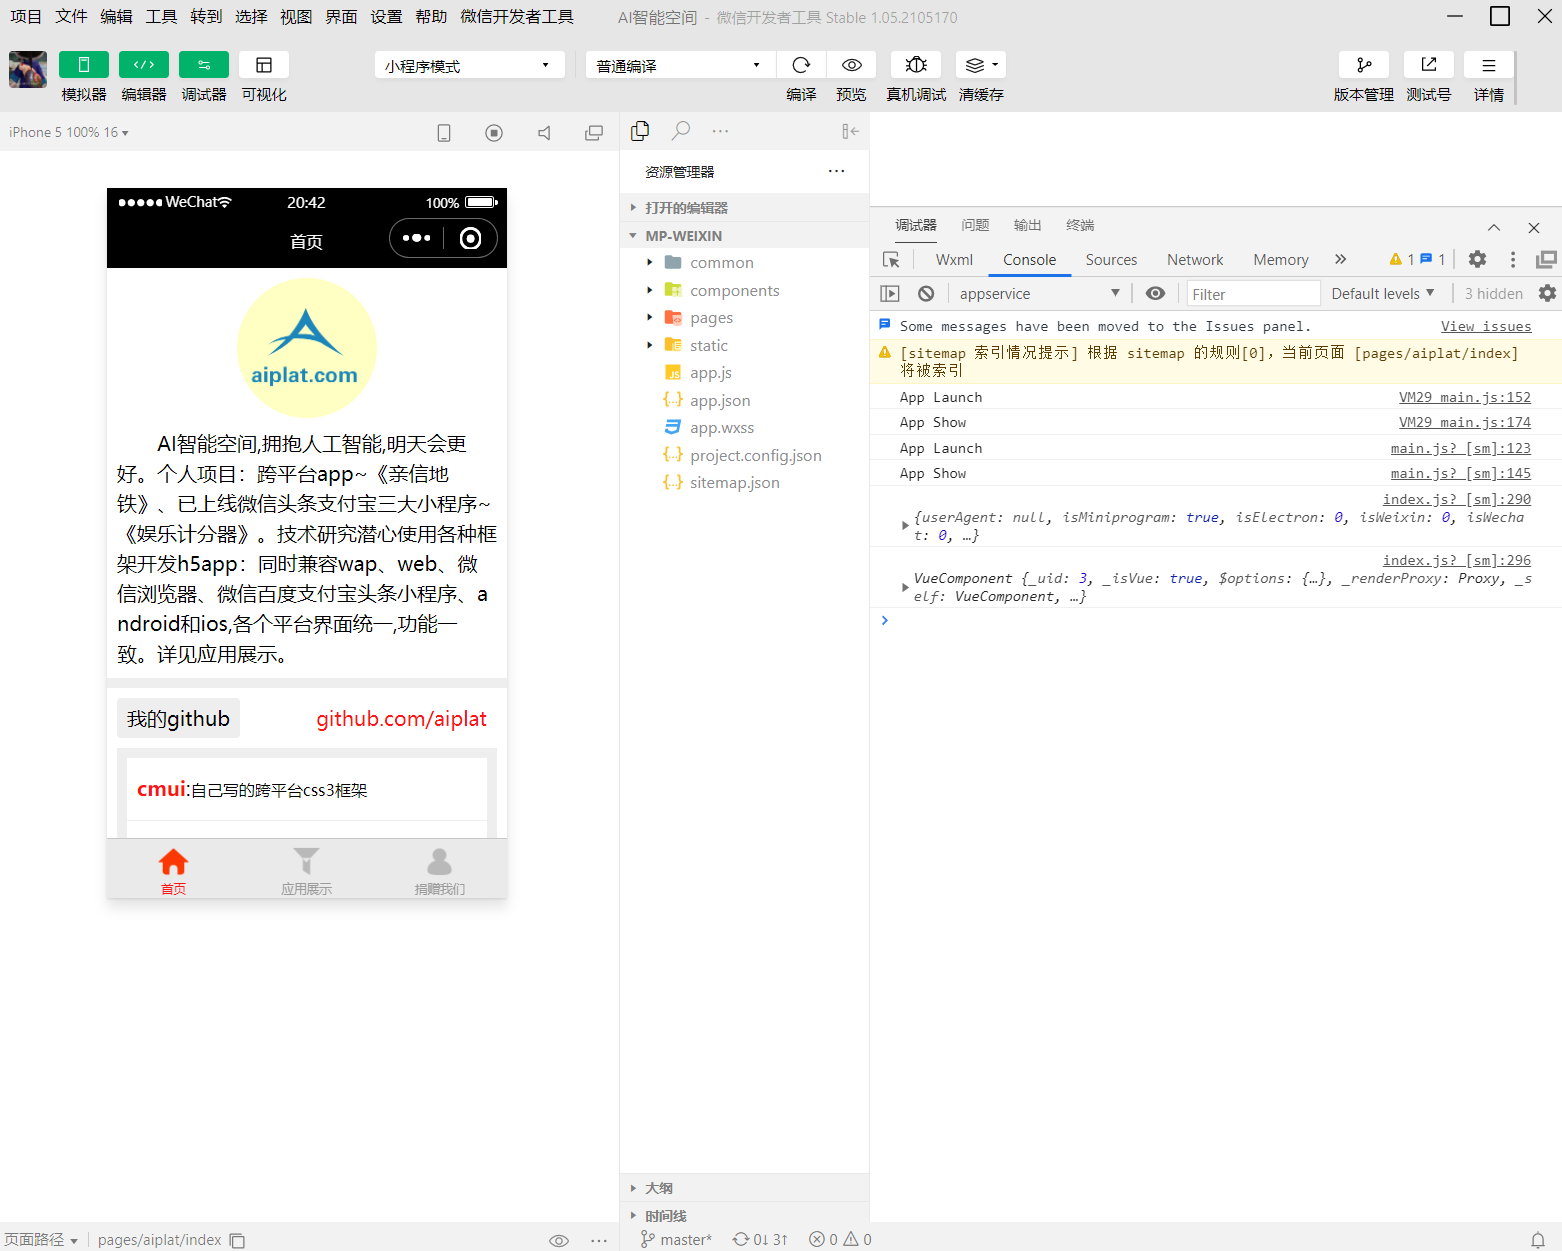 项目 文件 编辑 工具 转到 选择 视图 界面 设置 帮助 微信开发者工具 AI智能空间 - 微信开发者工具 Stable 1.05.2105170
模拟器 编辑器 调试器 可视化
小程序模式
普通编译
编译 预览 真机调试 清缓存
版本管理 测试号 详情
iPhone 5 100% 16
WeChat 20:42 100%
首页
aiplat.com
AI智能空间,拥抱人工智能,明天会更
好。个人项目：跨平台app~《亲信地
铁》、已上线微信头条支付宝三大小程序~
《娱乐计分器》。技术研究潜心使用各种框
架开发h5app：同时兼容wap、web、微
信浏览器、微信百度支付宝头条小程序、a
ndroid和ios,各个平台界面统一,功能一
致。详见应用展示。
我的github github.com/aiplat
cmui:自己写的跨平台css3框架
首页 应用展示 捐赠我们
页面路径 pages/aiplat/index
资源管理器
打开的编辑器
MP-WEIXIN
common
components
pages
static
app.js
app.json
app.wxss
project.config.json
sitemap.json
大纲
时间线
master* 0↓ 3↑ 0 0
调试器 问题 输出 终端
Wxml Console Sources Network Memory 1 1
appservice Filter Default levels 3 hidden
Some messages have been moved to the Issues panel. View issues
[sitemap 索引情况提示] 根据 sitemap 的规则[0]，当前页面 [pages/aiplat/index]
将被索引
App Launch VM29 main.js:152
App Show VM29 main.js:174
App Launch main.js? [sm]:123
App Show main.js? [sm]:145
index.js? [sm]:290
{userAgent: null, isMiniprogram: true, isElectron: 0, isWeixin: 0, isWecha
t: 0, …}
index.js? [sm]:296
VueComponent {_uid: 3, _isVue: true, $options: {…}, _renderProxy: Proxy, _s
elf: VueComponent, …}